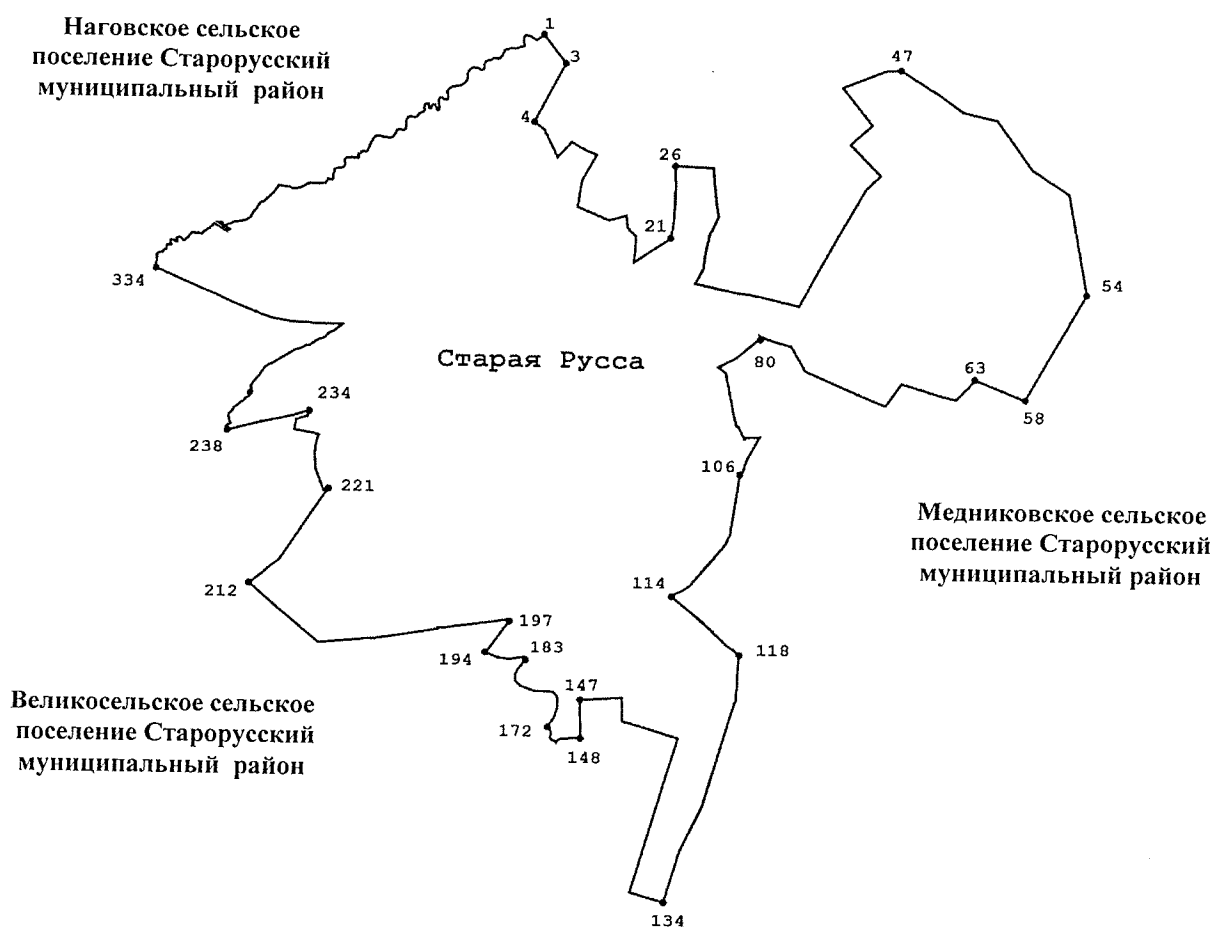 Наговское сельское
поселение Старорусский
муниципальный район
1
3
47
4
26
21
334
54
Старая Русса
80
63
234
58
238
106
221
Медниковское сельское
поселение Старорусский
муниципальный район
212
114
197
194
183
118
Великосельское сельское
поселение Старорусский
муниципальный район
147
172
148
134